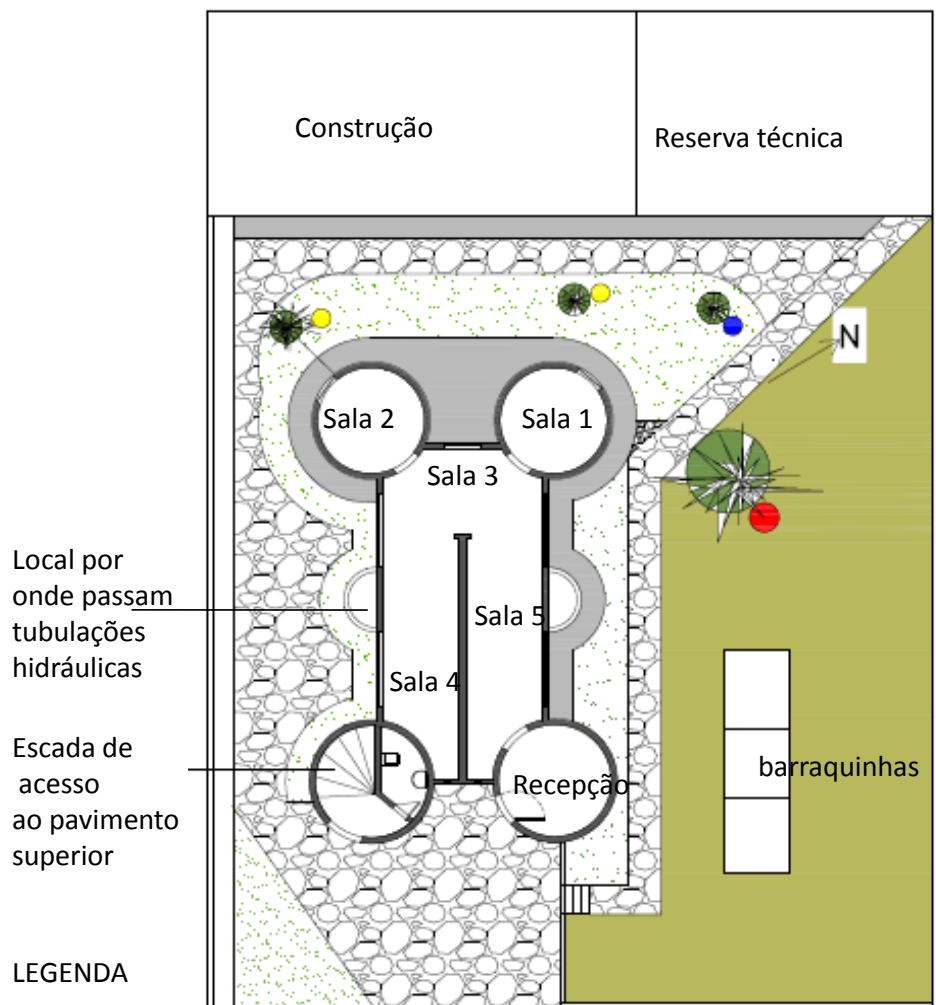 Construção
Reserva técnica
N
Sala 2
Sala 1
Sala 3
Local por
onde passam
tubulações
hidráulicas
Sala 5
Sala 4
Escada de
acesso
ao pavimento
superior
Recepção
barraquinhas
LEGENDA